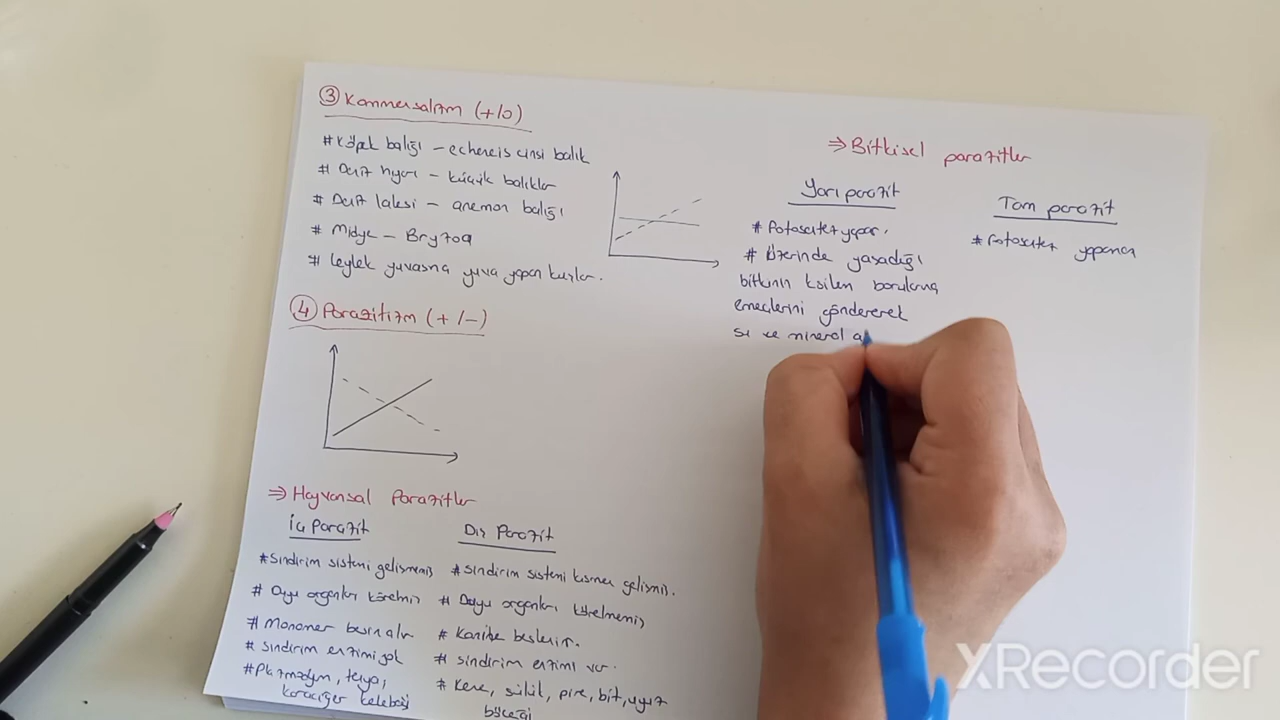 ③ Kommensalizm (+/0)
# Köpek balığı – echeneis cinsi balık
# Deniz hıyarı – küçük balıklar
# Deniz lalesi – anemon balığı
# Midye – Bryzoa
# Leylek yuvasına yuva yapan kuşlar.
④ Parazitizm (+/-)
⇒ Hayvansal Parazitler
İç Parazit
# Sindirim sistemi gelişmemiş
# Duyu organları körelmiş
# Monomer besin alır
# Sindirim enzimi yok
# Plazmodyum, tenya,
karaciğer kelebeği
Dış Parazit
# Sindirim sistemi kısmen gelişmiş.
# Duyu organları körelmemiş
# Kanibe beslenir.
# Sindirim enzimi var.
# Kene, sülük, pire, bit, uyuz
böceği
⇒ Bitkisel parazitler
Yarı parazit
# Fotosentez yapar.
# Üzerinde yaşadığı
bitkinin ksilem borularına
emeçlerini göndererek
su ve mineral a
Tam parazit
# Fotosentez yapamaz
XRecorder